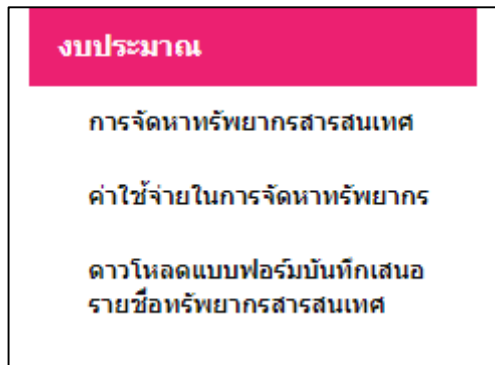 งบประมาณ
การจัดหาทรัพยากรสารสนเทศ
ค่าใช้จ่ายในการจัดหาทรัพยากร
ดาวโหลดแบบฟอร์มบันทึกเสนอ
รายชื่อทรัพยากรสารสนเทศ